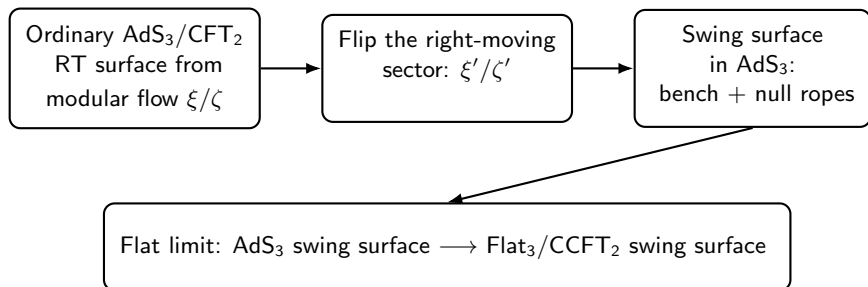 Ordinary AdS₃/CFT₂
RT surface from
modular flow ξ/ζ
Flip the right-moving
sector: ξ′/ζ′
Swing surface
in AdS₃:
bench + null ropes
Flat limit: AdS₃ swing surface ⟶ Flat₃/CCFT₂ swing surface